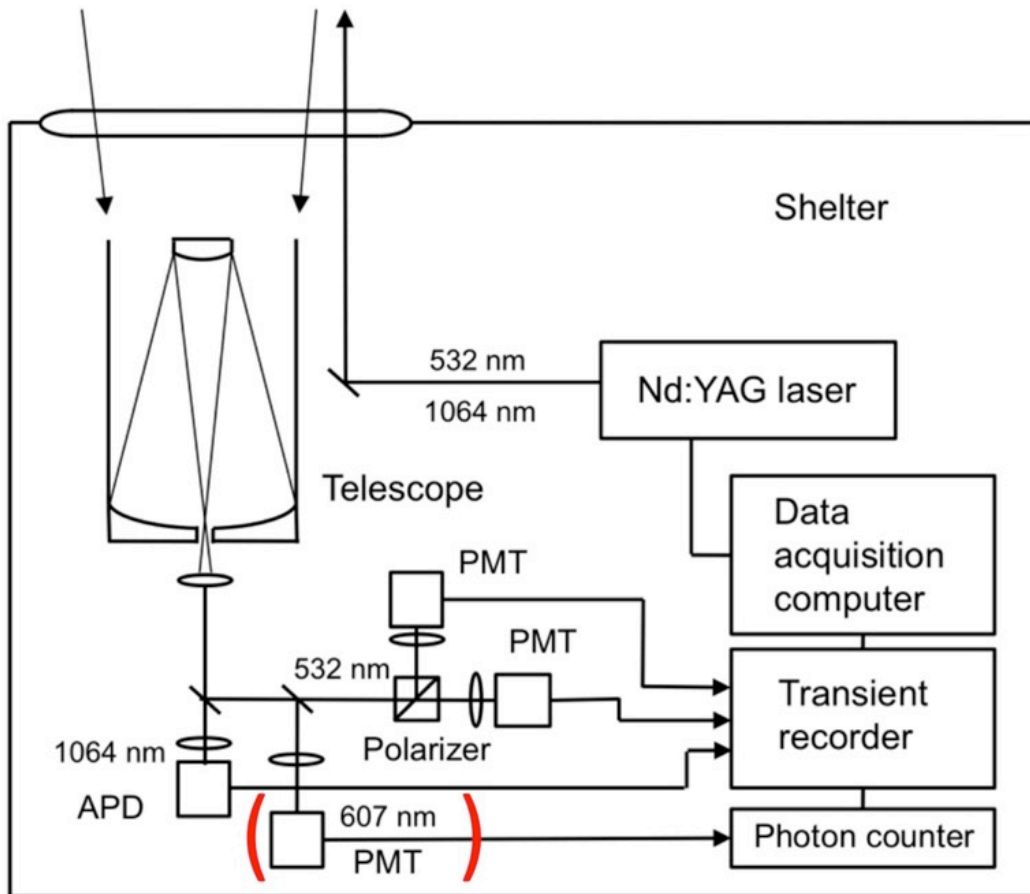 Shelter
532 nm
1064 nm
Nd:YAG laser
Telescope
Data
acquisition
computer
PMT
PMT
532 nm
Polarizer
Transient
recorder
1064 nm
APD
607 nm
PMT
Photon counter